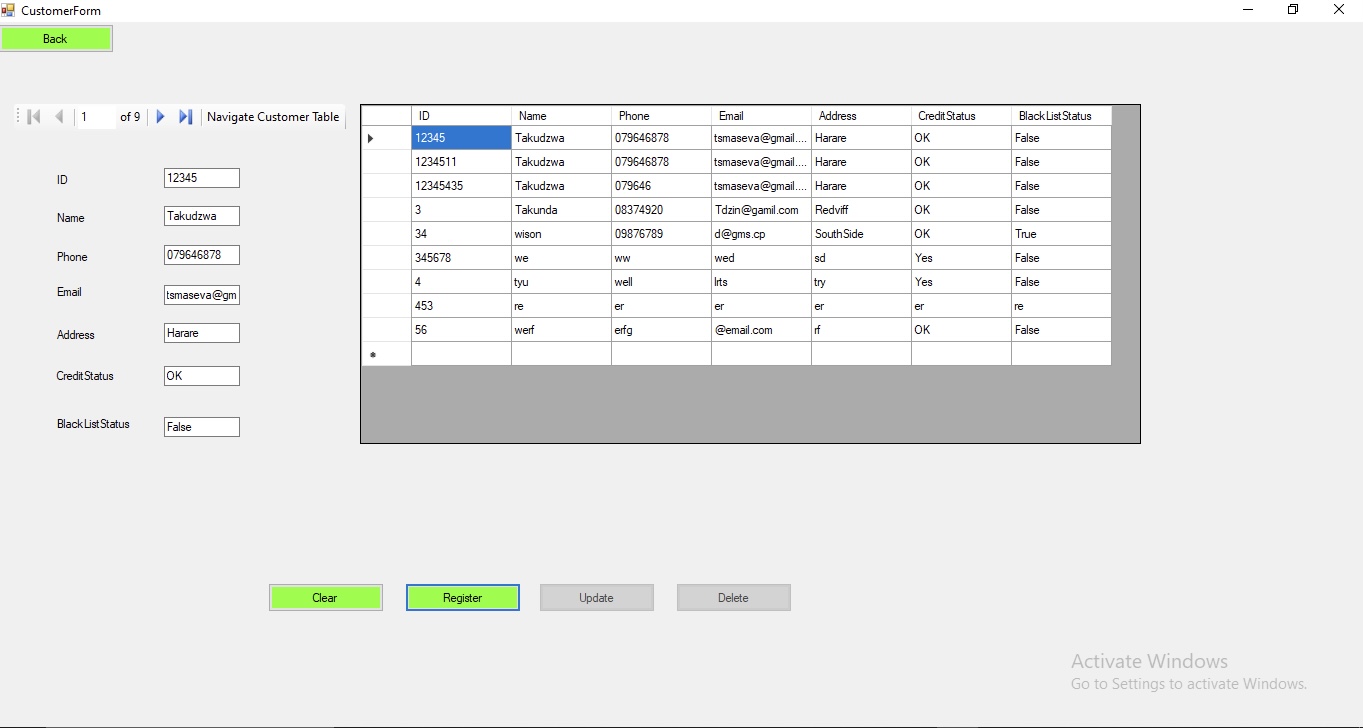 CustomerForm
Back
1 of 9 Navigate Customer Table
ID 12345
Name Takudzwa
Phone 079646878
Email tsmaseva@gm
Address Harare
CreditStatus OK
BlackListStatus False
ID Name Phone Email Address CreditStatus BlackListStatus
12345 Takudzwa 079646878 tsmaseva@gmail.... Harare OK False
1234511 Takudzwa 079646878 tsmaseva@gmail.... Harare OK False
12345435 Takudzwa 079646 tsmaseva@gmail.... Harare OK False
3 Takunda 08374920 Tdzin@gamil.com Redviff OK False
34 wison 09876789 d@gms.cp SouthSide OK True
345678 we ww wed sd Yes False
4 tyu well lrts try Yes False
453 re er er er er re
56 werf erfg @email.com rf OK False
Clear Register Update Delete
Activate Windows
Go to Settings to activate Windows.